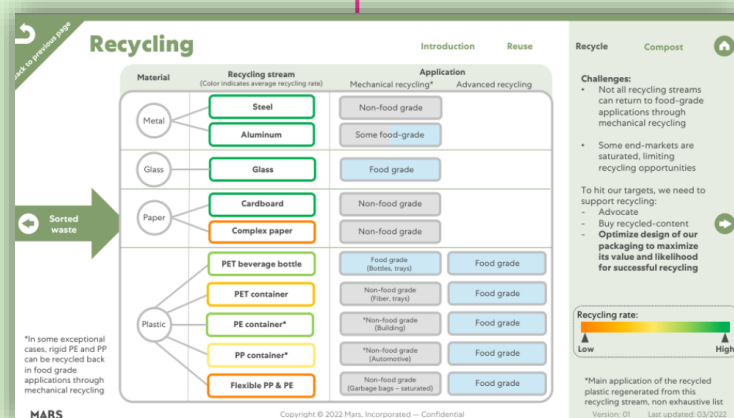 Back to previous page
Recycling
Introduction
Reuse
Recycle
Compost
Material
Recycling stream
(Color indicates average recycling rate)
Application
Mechanical recycling*
Advanced recycling
Metal
Steel
Non-food grade
Aluminum
Some food-grade
Glass
Glass
Food grade
Paper
Cardboard
Non-food grade
Complex paper
Non-food grade
Plastic
PET beverage bottle
Food grade
(Bottles, trays)
Food grade
PET container
Non-food grade
(Fiber, trays)
Food grade
PE container*
*Non-food grade
(Building)
Food grade
PP container*
*Non-food grade
(Automotive)
Food grade
Flexible PP & PE
Non-food grade
(Garbage bags – saturated)
Food grade
Sorted
waste
*In some exceptional
cases, rigid PE and PP
can be recycled back
in food grade
applications through
mechanical recycling
Challenges:
• Not all recycling streams
can return to food-grade
applications through
mechanical recycling
• Some end-markets are
saturated, limiting
recycling opportunities
To hit our targets, we need to
support recycling:
- Advocate
- Buy recycled-content
- Optimize design of our
packaging to maximize
its value and likelihood
for successful recycling
Recycling rate:
Low
High
*Main application of the recycled
plastic regenerated from this
recycling stream, non exhaustive list
MARS
Copyright © 2022 Mars, Incorporated — Confidential
Version: 01
Last updated: 03/2022